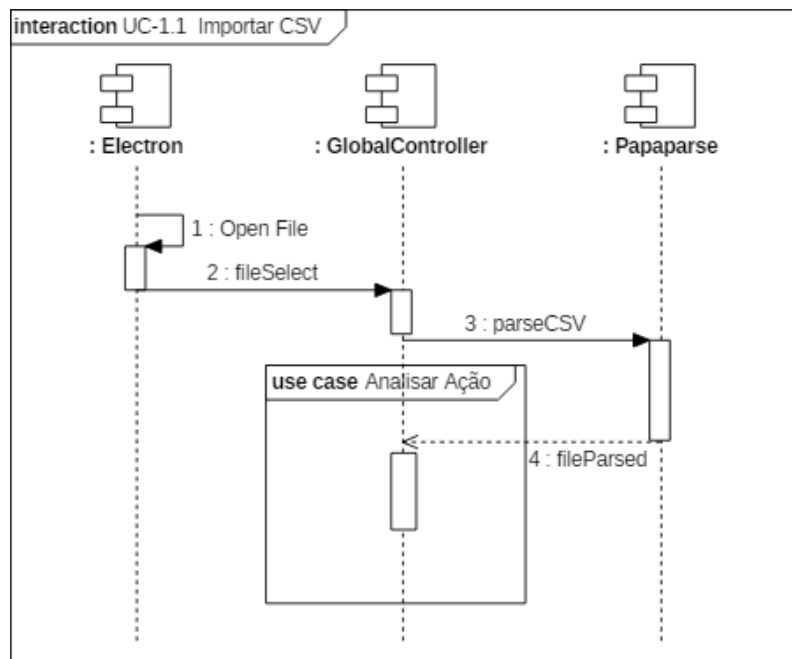 interaction UC-1.1 Importar CSV
: Electron
: GlobalController
: Papaparse
1 : Open File
2 : fileSelect
3 : parseCSV
use case Analisar Ação
4 : fileParsed